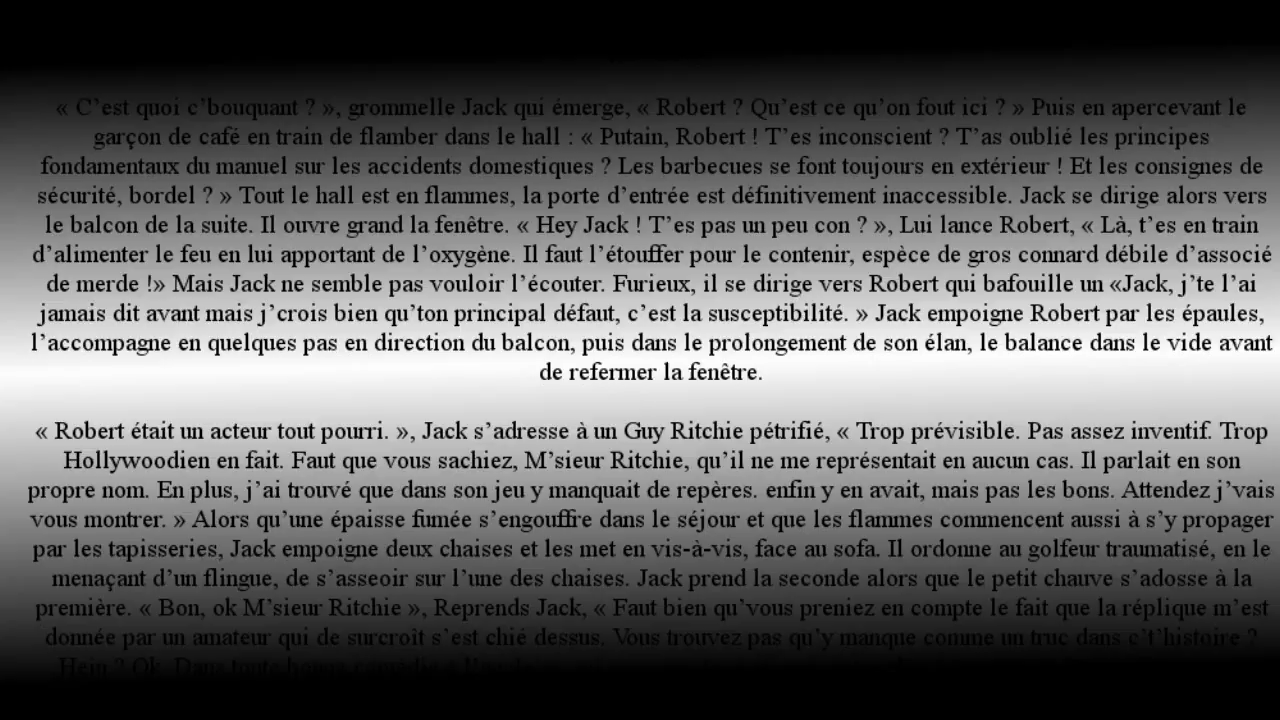 « C’est quoi c’bouquant ? », grommelle Jack qui émerge, « Robert ? Qu’est ce qu’on fout ici ? » Puis en apercevant le
garçon de café en train de flamber dans le hall : « Putain, Robert ! T’es inconscient ? T’as oublié les principes
fondamentaux du manuel sur les accidents domestiques ? Les barbecues se font toujours en extérieur ! Et les consignes de
sécurité, bordel ? » Tout le hall est en flammes, la porte d’entrée est définitivement inaccessible. Jack se dirige alors vers
le balcon de la suite. Il ouvre grand la fenêtre. « Hey Jack ! T’es pas un peu con ? », Lui lance Robert, « Là, t’es en train
d’alimenter le feu en lui apportant de l’oxygène. Il faut l’étouffer pour le contenir, espèce de gros connard débile d’associé
de merde !» Mais Jack ne semble pas vouloir l’écouter. Furieux, il se dirige vers Robert qui bafouille un «Jack, j’te l’ai
jamais dit avant mais j’crois bien qu’ton principal défaut, c’est la susceptibilité. » Jack empoigne Robert par les épaules,
l’accompagne en quelques pas en direction du balcon, puis dans le prolongement de son élan, le balance dans le vide avant
de refermer la fenêtre.
« Robert était un acteur tout pourri. », Jack s’adresse à un Guy Ritchie pétrifié, « Trop prévisible. Pas assez inventif. Trop
Hollywoodien en fait. Faut que vous sachiez, M’sieur Ritchie, qu’il ne me représentait en aucun cas. Il parlait en son
propre nom. En plus, j’ai trouvé que dans son jeu y manquait de repères. enfin y en avait, mais pas les bons. Attendez j’vais
vous montrer. » Alors qu’une épaisse fumée s’engouffre dans le séjour et que les flammes commencent aussi à s’y propager
par les tapisseries, Jack empoigne deux chaises et les met en vis-à-vis, face au sofa. Il ordonne au golfeur traumatisé, en le
menaçant d’un flingue, de s’asseoir sur l’une des chaises. Jack prend la seconde alors que le petit chauve s’adosse à la
première. « Bon, ok M’sieur Ritchie », Reprends Jack, « Faut bien qu’vous preniez en compte le fait que la réplique m’est
donnée par un amateur qui de surcroît s’est chié dessus. Vous trouvez pas qu’y manque comme un truc dans c’t’histoire ?
Hein ? Ok. Dans toute bonne